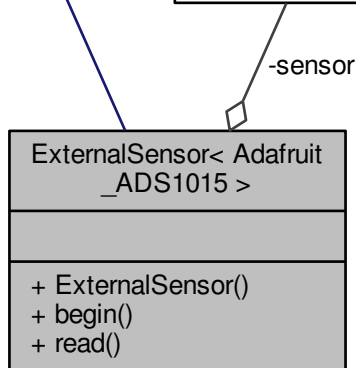 -sensor
ExternalSensor< Adafruit
_ADS1015 >
+ ExternalSensor()
+ begin()
+ read()